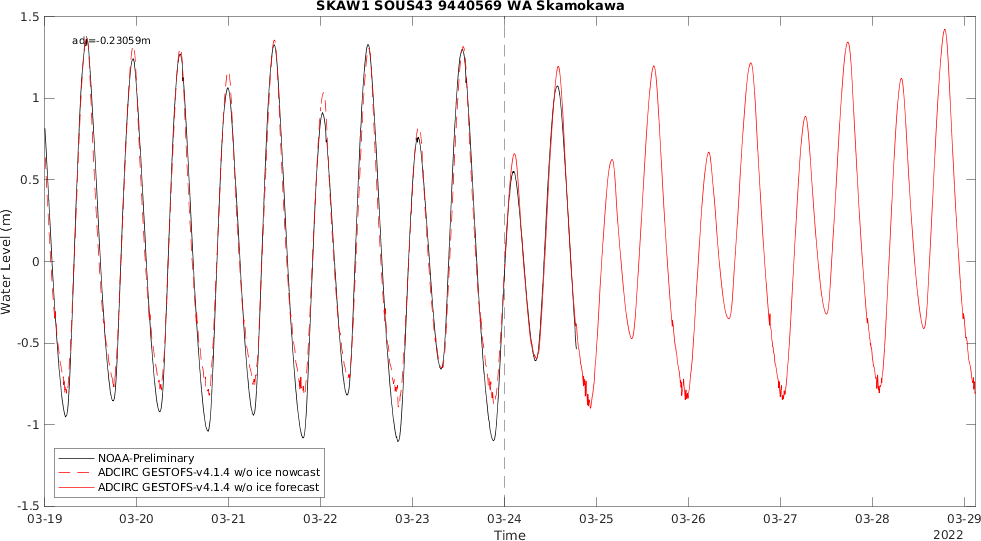 SKAW1 SOUS43 9440569 WA Skamokawa
adj=-0.23059m
1.5
1
0.5
0
-0.5
-1
-1.5
Water Level (m)
NOAA-Preliminary
ADCIRC GESTOFS-v4.1.4 w/o ice nowcast
ADCIRC GESTOFS-v4.1.4 w/o ice forecast
03-19 03-20 03-21 03-22 03-23 03-24 03-25 03-26 03-27 03-28 03-29
Time 2022